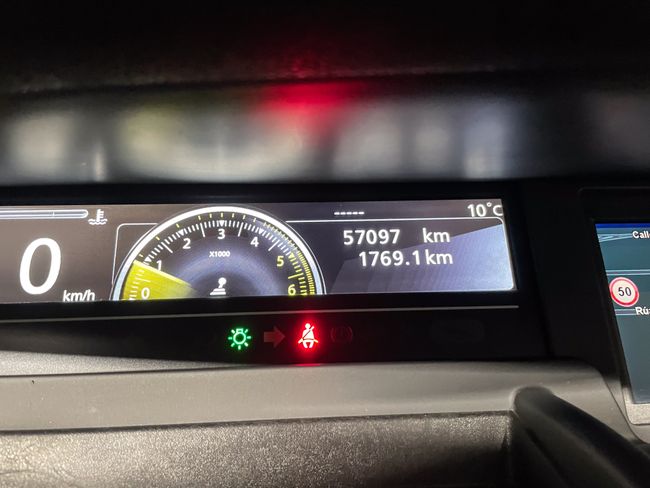 ----- 10°C
57097 km
1769.1 km
0 km/h
0 1 2 3 4 5 6
X1000
50